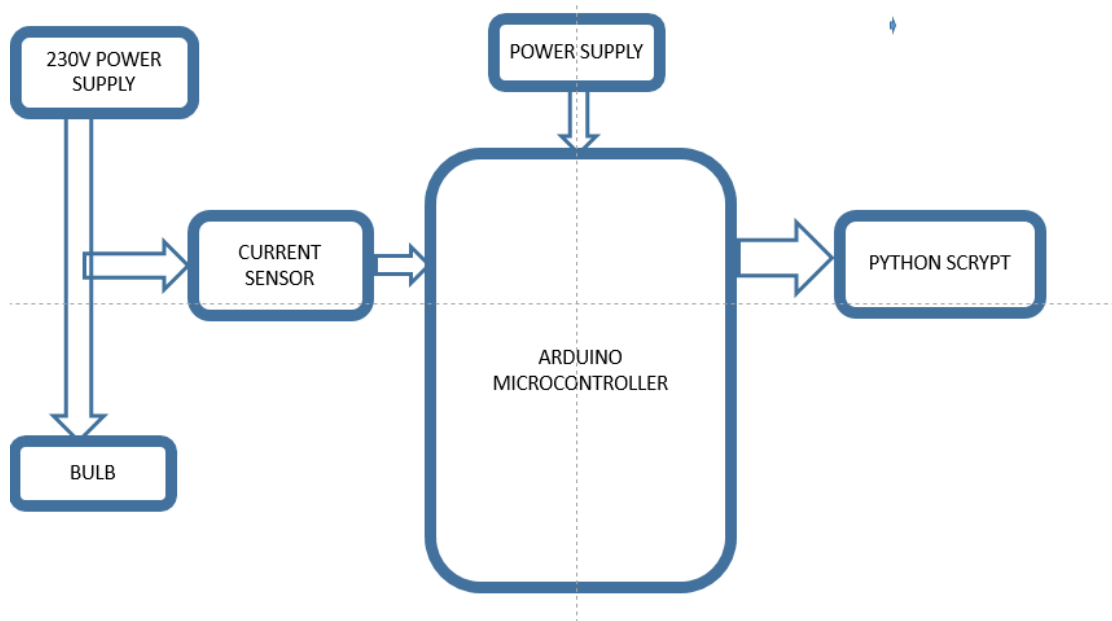 230V POWER
SUPPLY
POWER SUPPLY
CURRENT
SENSOR
PYTHON SCRYPT
ARDUINO
MICROCONTROLLER
BULB